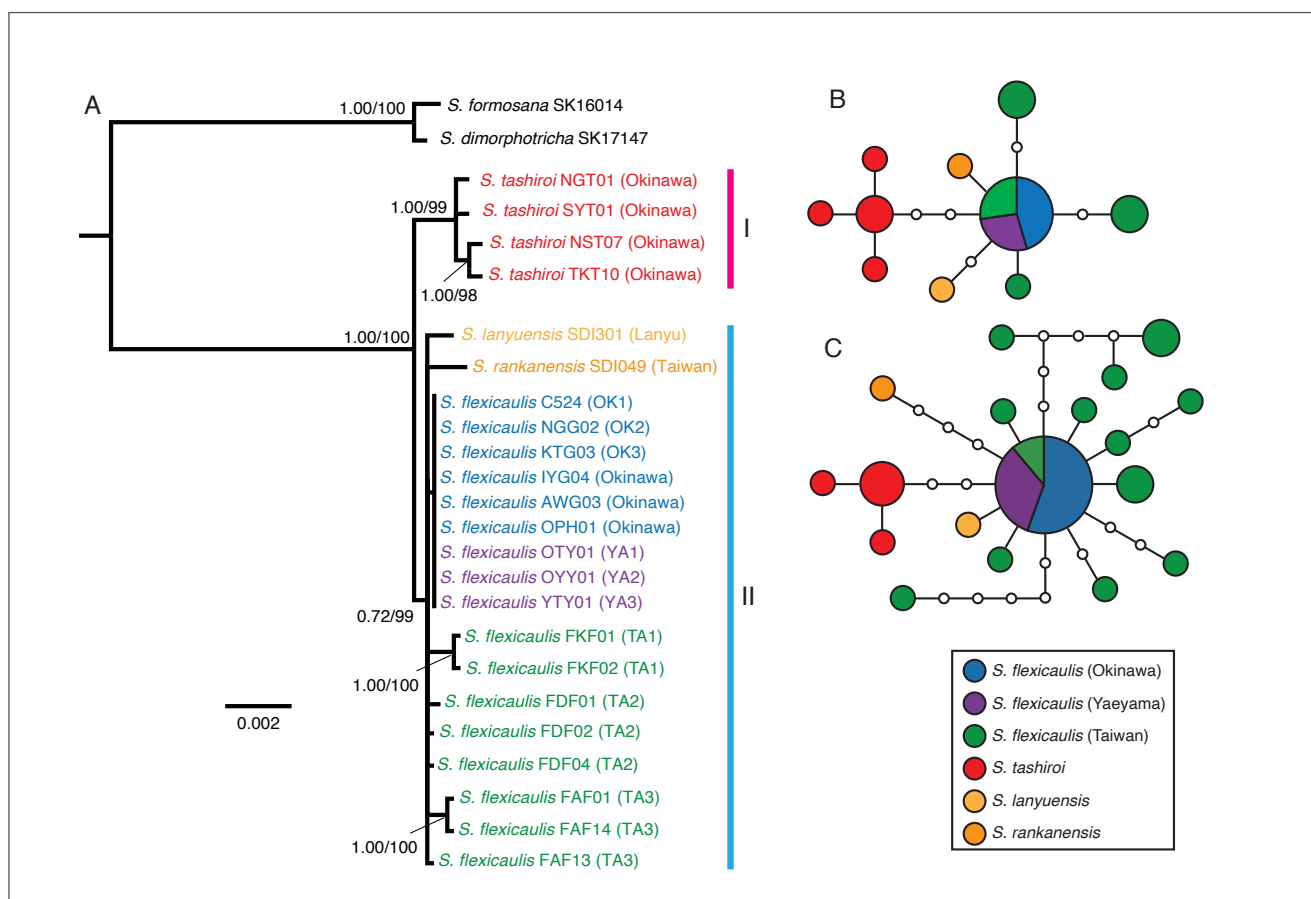 A
1.00/100
S. formosana SK16014
S. dimorphotricha SK17147
S. tashiroi NGT01 (Okinawa)
1.00/99
S. tashiroi SYT01 (Okinawa)
S. tashiroi NST07 (Okinawa)
S. tashiroi TKT10 (Okinawa)
1.00/98
I
1.00/100
S. lanyuensis SDI301 (Lanyu)
S. rankanensis SDI049 (Taiwan)
S. flexicaulis C524 (OK1)
S. flexicaulis NGG02 (OK2)
S. flexicaulis KTG03 (OK3)
S. flexicaulis IYG04 (Okinawa)
S. flexicaulis AWG03 (Okinawa)
S. flexicaulis OPH01 (Okinawa)
S. flexicaulis OTY01 (YA1)
S. flexicaulis OYY01 (YA2)
S. flexicaulis YTY01 (YA3)
II
0.72/99
S. flexicaulis FKF01 (TA1)
S. flexicaulis FKF02 (TA1)
1.00/100
S. flexicaulis FDF01 (TA2)
S. flexicaulis FDF02 (TA2)
S. flexicaulis FDF04 (TA2)
S. flexicaulis FAF01 (TA3)
S. flexicaulis FAF14 (TA3)
1.00/100
S. flexicaulis FAF13 (TA3)
0.002
B
C
S. flexicaulis (Okinawa)
S. flexicaulis (Yaeyama)
S. flexicaulis (Taiwan)
S. tashiroi
S. lanyuensis
S. rankanensis